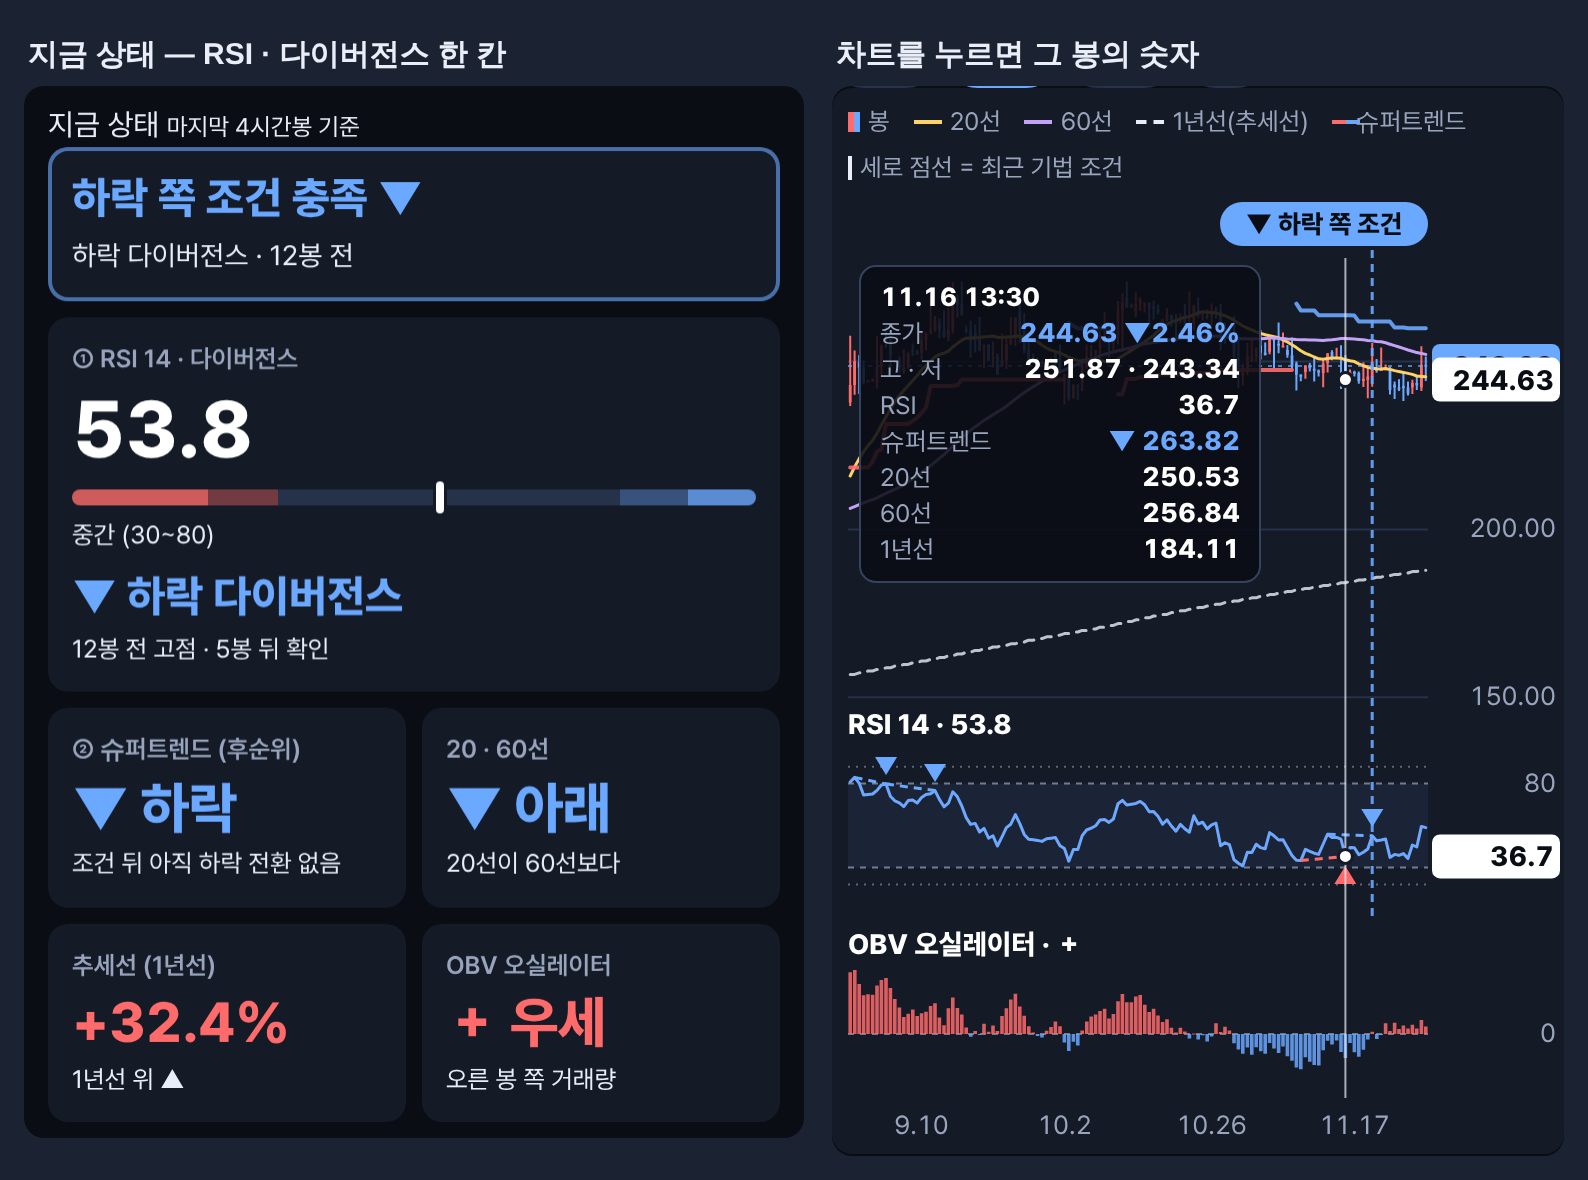 지금 상태 — RSI · 다이버전스 한 칸
지금 상태 마지막 4시간봉 기준
하락 쪽 조건 충족 ▼
하락 다이버전스 · 12봉 전
① RSI 14 · 다이버전스
53.8
중간 (30~80)
▼ 하락 다이버전스
12봉 전 고점 · 5봉 뒤 확인
② 슈퍼트렌드 (후순위)
▼ 하락
조건 뒤 아직 하락 전환 없음
20 · 60선
▼ 아래
20선이 60선보다
추세선 (1년선)
+32.4%
1년선 위 ▲
OBV 오실레이터
+ 우세
오른 봉 쪽 거래량
차트를 누르면 그 봉의 숫자
봉 20선 60선 1년선(추세선) 슈퍼트렌드
세로 점선 = 최근 기법 조건
▼ 하락 쪽 조건
11.16 13:30
종가 244.63 ▼2.46%
고 · 저 251.87 · 243.34
RSI 36.7
슈퍼트렌드 ▼ 263.82
20선 250.53
60선 256.84
1년선 184.11
244.63
200.00
150.00
RSI 14 · 53.8
80
36.7
OBV 오실레이터 · +
0
9.10 10.2 10.26 11.17